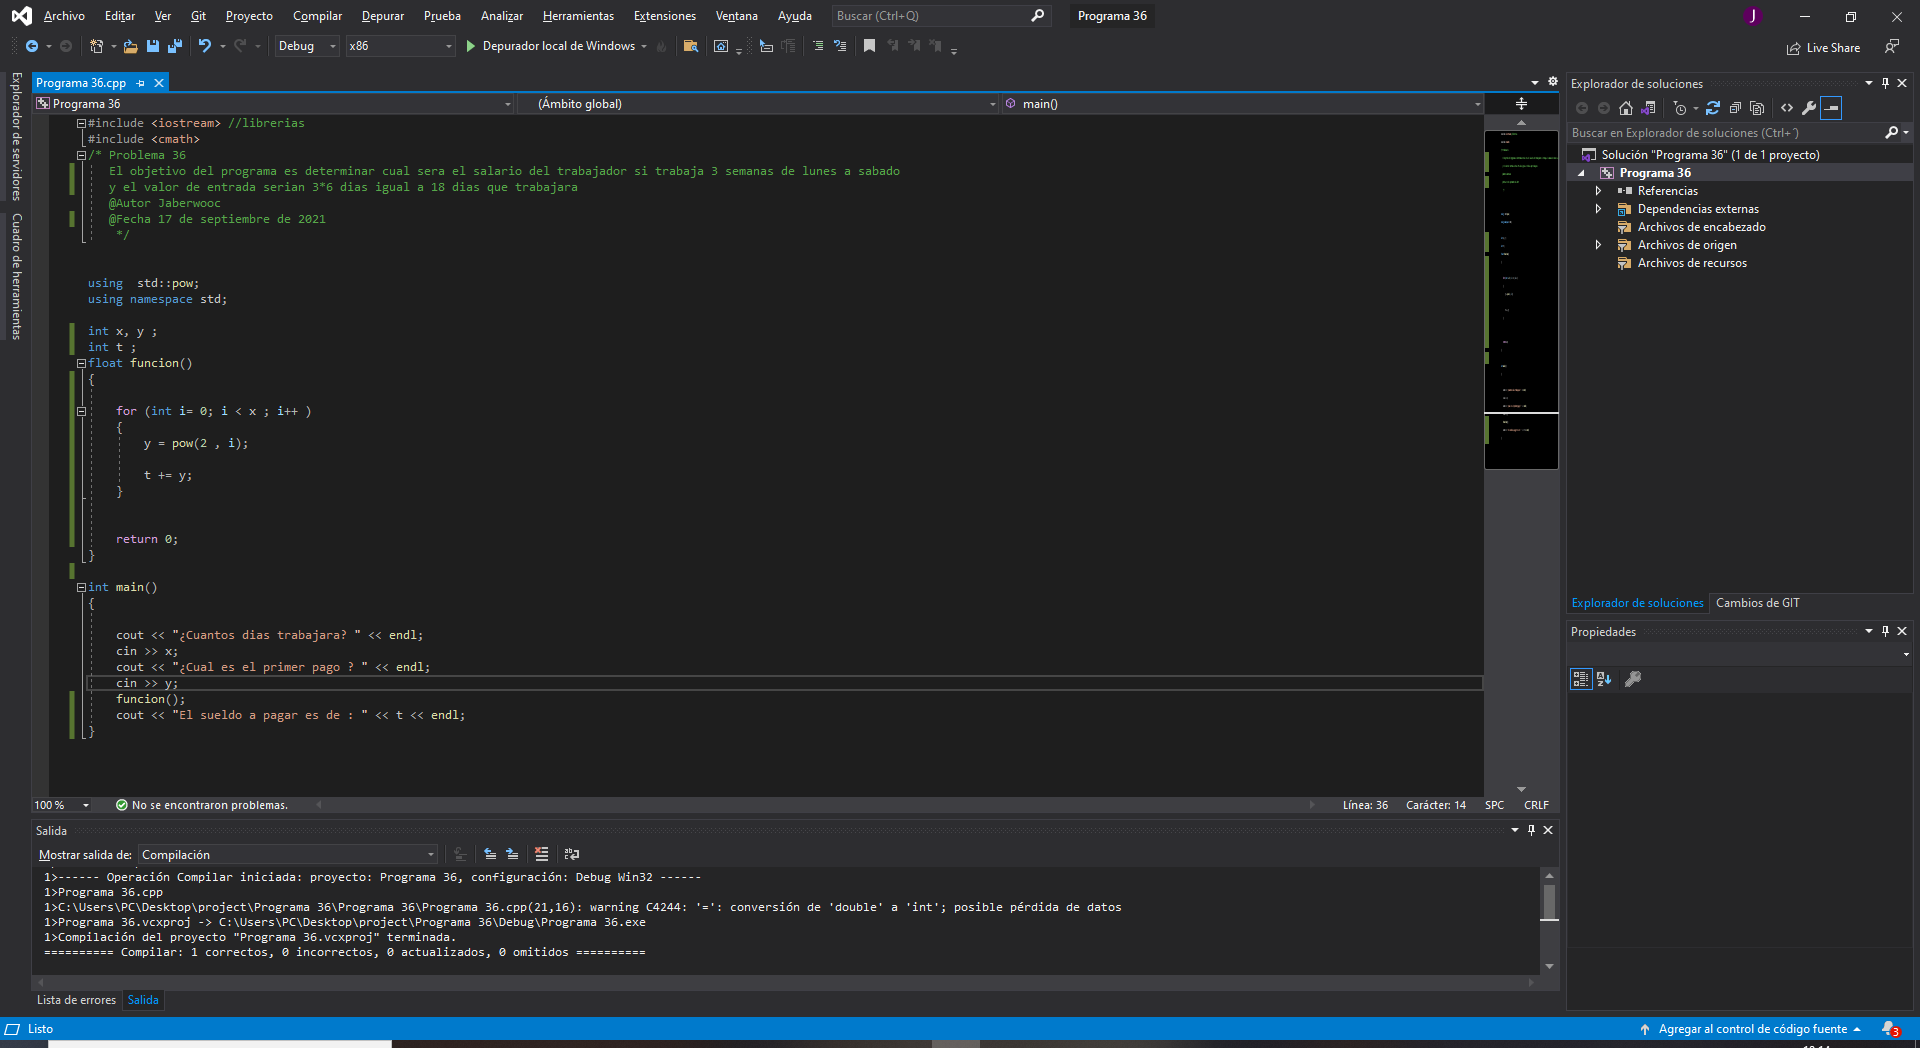 Archivo Editar Ver Git Proyecto Compilar Depurar Prueba Analizar Herramientas Extensiones Ventana Ayuda Buscar (Ctrl+Q) Programa 36 J
Debug x86 Depurador local de Windows Live Share
Explorador de servidores
Cuadro de herramientas
Programa 36.cpp
Programa 36 (Ámbito global) main()
#include <iostream> //librerias
#include <cmath>
/* Problema 36
El objetivo del programa es determinar cual sera el salario del trabajador si trabaja 3 semanas de lunes a sabado
y el valor de entrada serian 3*6 dias igual a 18 dias que trabajara
@Autor Jaberwooc
@Fecha 17 de septiembre de 2021
*/
using  std::pow;
using namespace std;
int x, y ;
int t ;
float funcion()
{
for (int i= 0; i < x ; i++ )
{
y = pow(2 , i);
t += y;
}
return 0;
}
int main()
{
cout << "¿Cuantos dias trabajara? " << endl;
cin >> x;
cout << "¿Cual es el primer pago ? " << endl;
cin >> y;
funcion();
cout << "El sueldo a pagar es de : " << t << endl;
}
100 % No se encontraron problemas. Línea: 36 Carácter: 14 SPC CRLF
Salida
Mostrar salida de: Compilación
1>------ Operación Compilar iniciada: proyecto: Programa 36, configuración: Debug Win32 ------
1>Programa 36.cpp
1>C:\Users\PC\Desktop\project\Programa 36\Programa 36\Programa 36.cpp(21,16): warning C4244: '=': conversión de 'double' a 'int'; posible pérdida de datos
1>Programa 36.vcxproj -> C:\Users\PC\Desktop\project\Programa 36\Debug\Programa 36.exe
1>Compilación del proyecto "Programa 36.vcxproj" terminada.
========== Compilar: 1 correctos, 0 incorrectos, 0 actualizados, 0 omitidos ==========
Lista de errores Salida
Explorador de soluciones
Buscar en Explorador de soluciones (Ctrl+´)
Solución "Programa 36" (1 de 1 proyecto)
Programa 36
Referencias
Dependencias externas
Archivos de encabezado
Archivos de origen
Archivos de recursos
Explorador de soluciones Cambios de GIT
Propiedades
Listo Agregar al control de código fuente 3